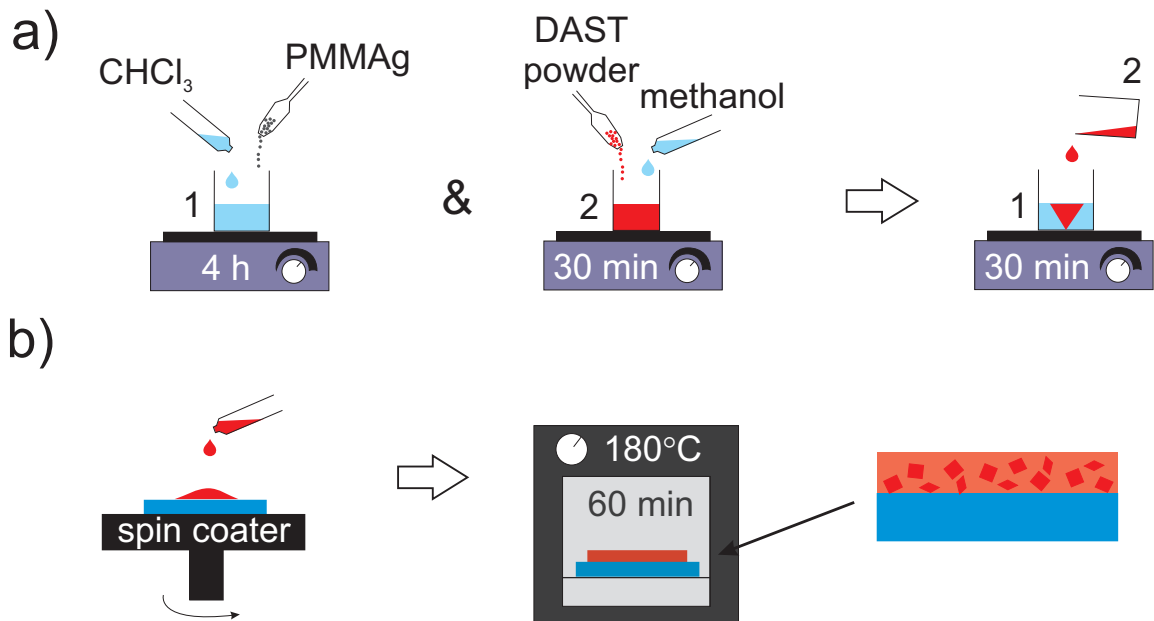 a)
CHCl₃
PMMAg
DAST
powder
methanol
2
1
&
2
1
4 h
30 min
30 min
b)
180°C
60 min
spin coater